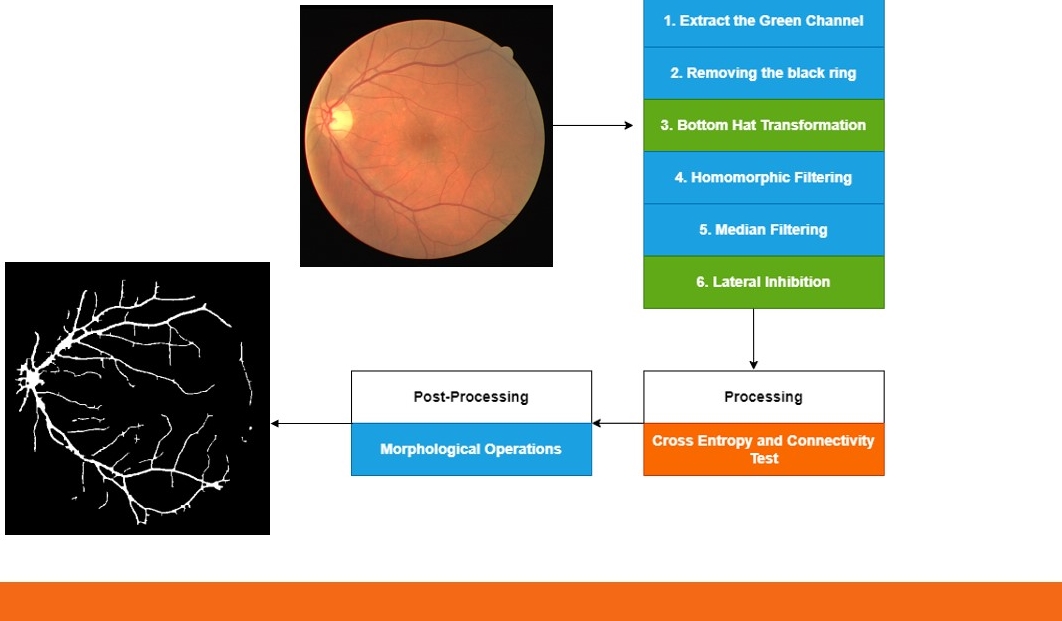 1. Extract the Green Channel
2. Removing the black ring
3. Bottom Hat Transformation
4. Homomorphic Filtering
5. Median Filtering
6. Lateral Inhibition
Post-Processing
Morphological Operations
Processing
Cross Entropy and Connectivity
Test